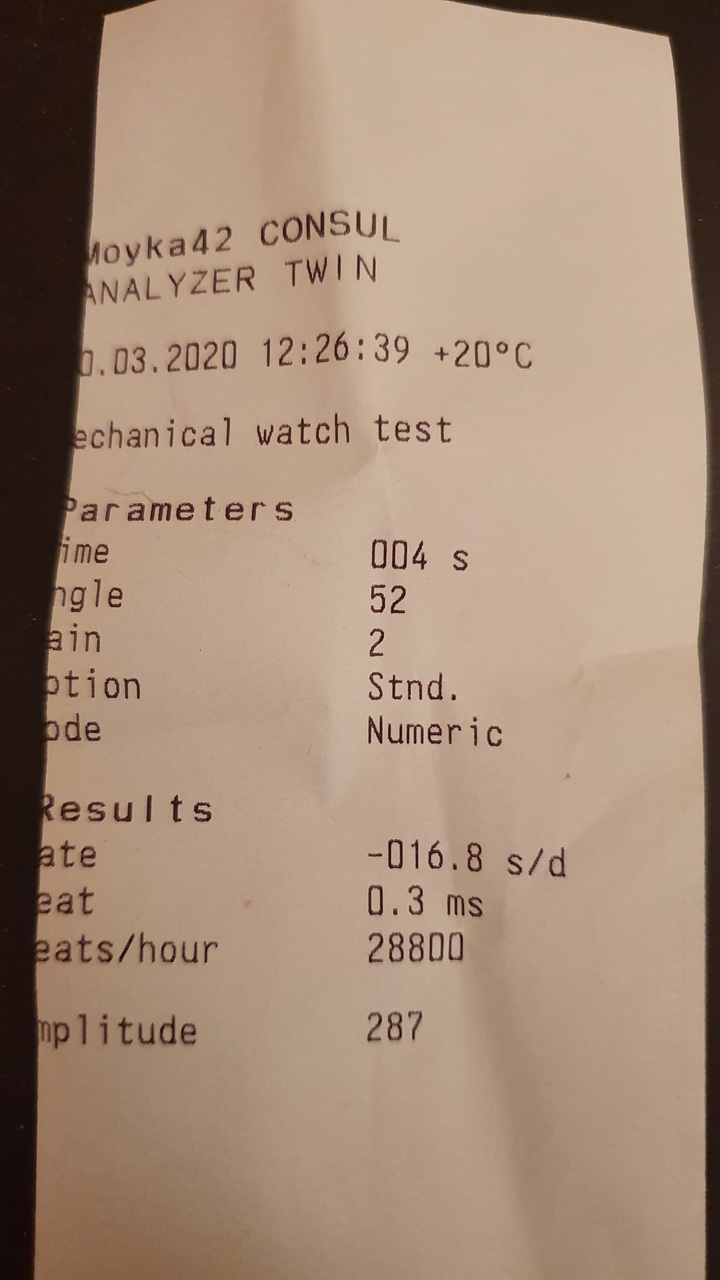 Moyka42 CONSUL
ANALYZER TWIN
0.03.2020 12:26:39 +20°C
echanical watch test
Parameters
ime 004 s
ngle 52
ain 2
ption Stnd.
ode Numeric
Results
ate -016.8 s/d
eat 0.3 ms
eats/hour 28800
mplitude 287